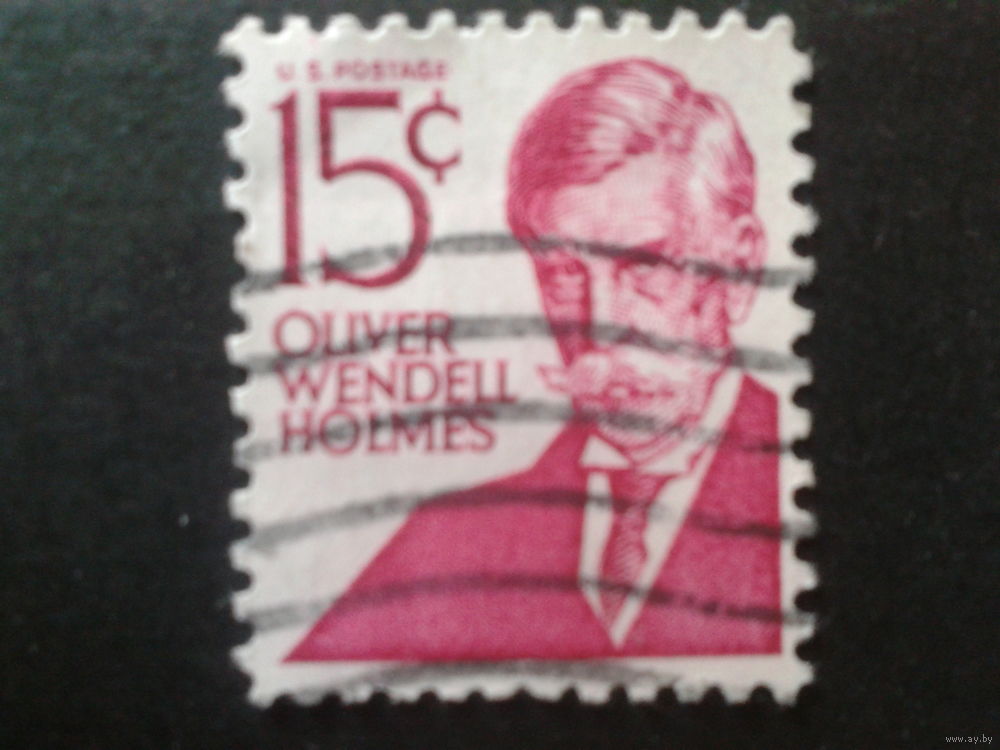 U.S. POSTAGE
15¢
OLIVER
WENDELL
HOLMES
www.ay.by